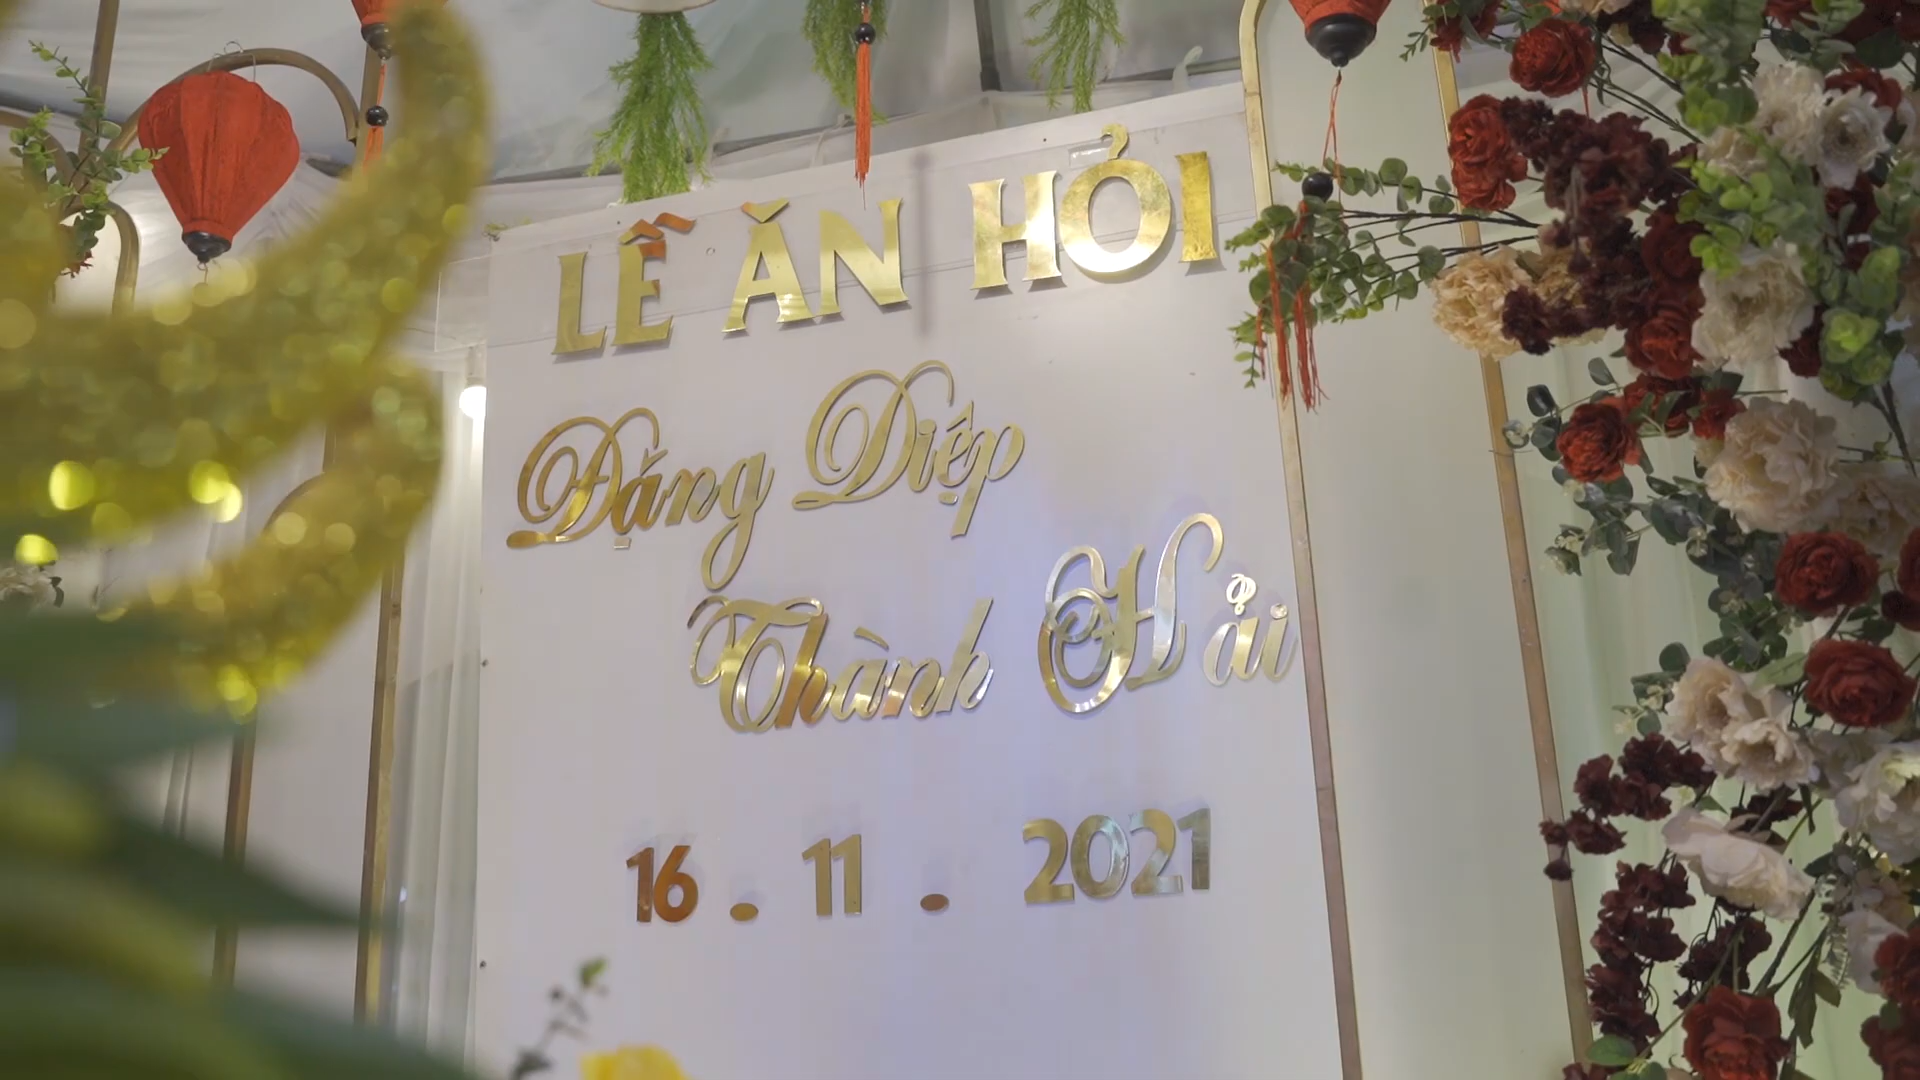 LỄ ĂN HỎI
Đặng Diệp
Thành Hải
16 . 11 . 2021